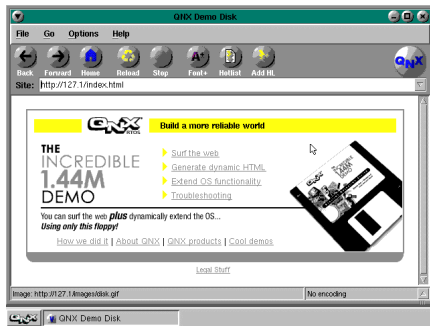 QNX Demo Disk
File Go Options Help
Back Forward Home Reload Stop Font+ Hotlist Add HL
QNX
Site: http://127.1/index.html
QNX
RTOS
Build a more reliable world
THE
INCREDIBLE
1.44M
DEMO
Surf the web
Generate dynamic HTML
Extend OS functionality
Troubleshooting
You can surf the web plus dynamically extend the OS...
Using only this floppy!
How we did it | About QNX | QNX products | Cool demos
Legal Stuff
Image: http://127.1/images/disk.gif
No encoding
QNX
QNX Demo Disk